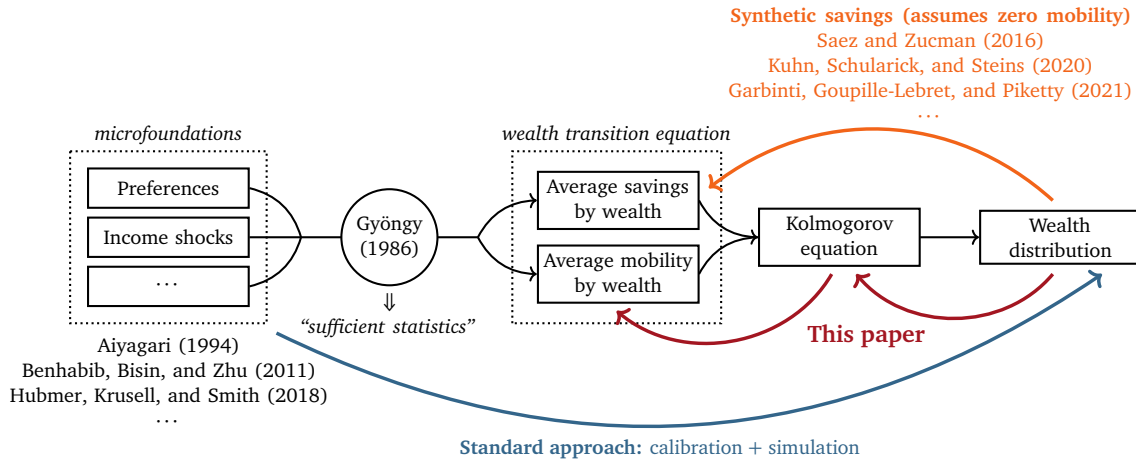 Synthetic savings (assumes zero mobility)
Saez and Zucman (2016)
Kuhn, Schularick, and Steins (2020)
Garbinti, Goupille-Lebret, and Piketty (2021)
...
microfoundations
Preferences
Income shocks
...
Aiyagari (1994)
Benhabib, Bisin, and Zhu (2011)
Hubmer, Krusell, and Smith (2018)
...
Gyöngy
(1986)
⇓
“sufficient statistics”
wealth transition equation
Average savings
by wealth
Average mobility
by wealth
Kolmogorov
equation
Wealth
distribution
This paper
Standard approach: calibration + simulation